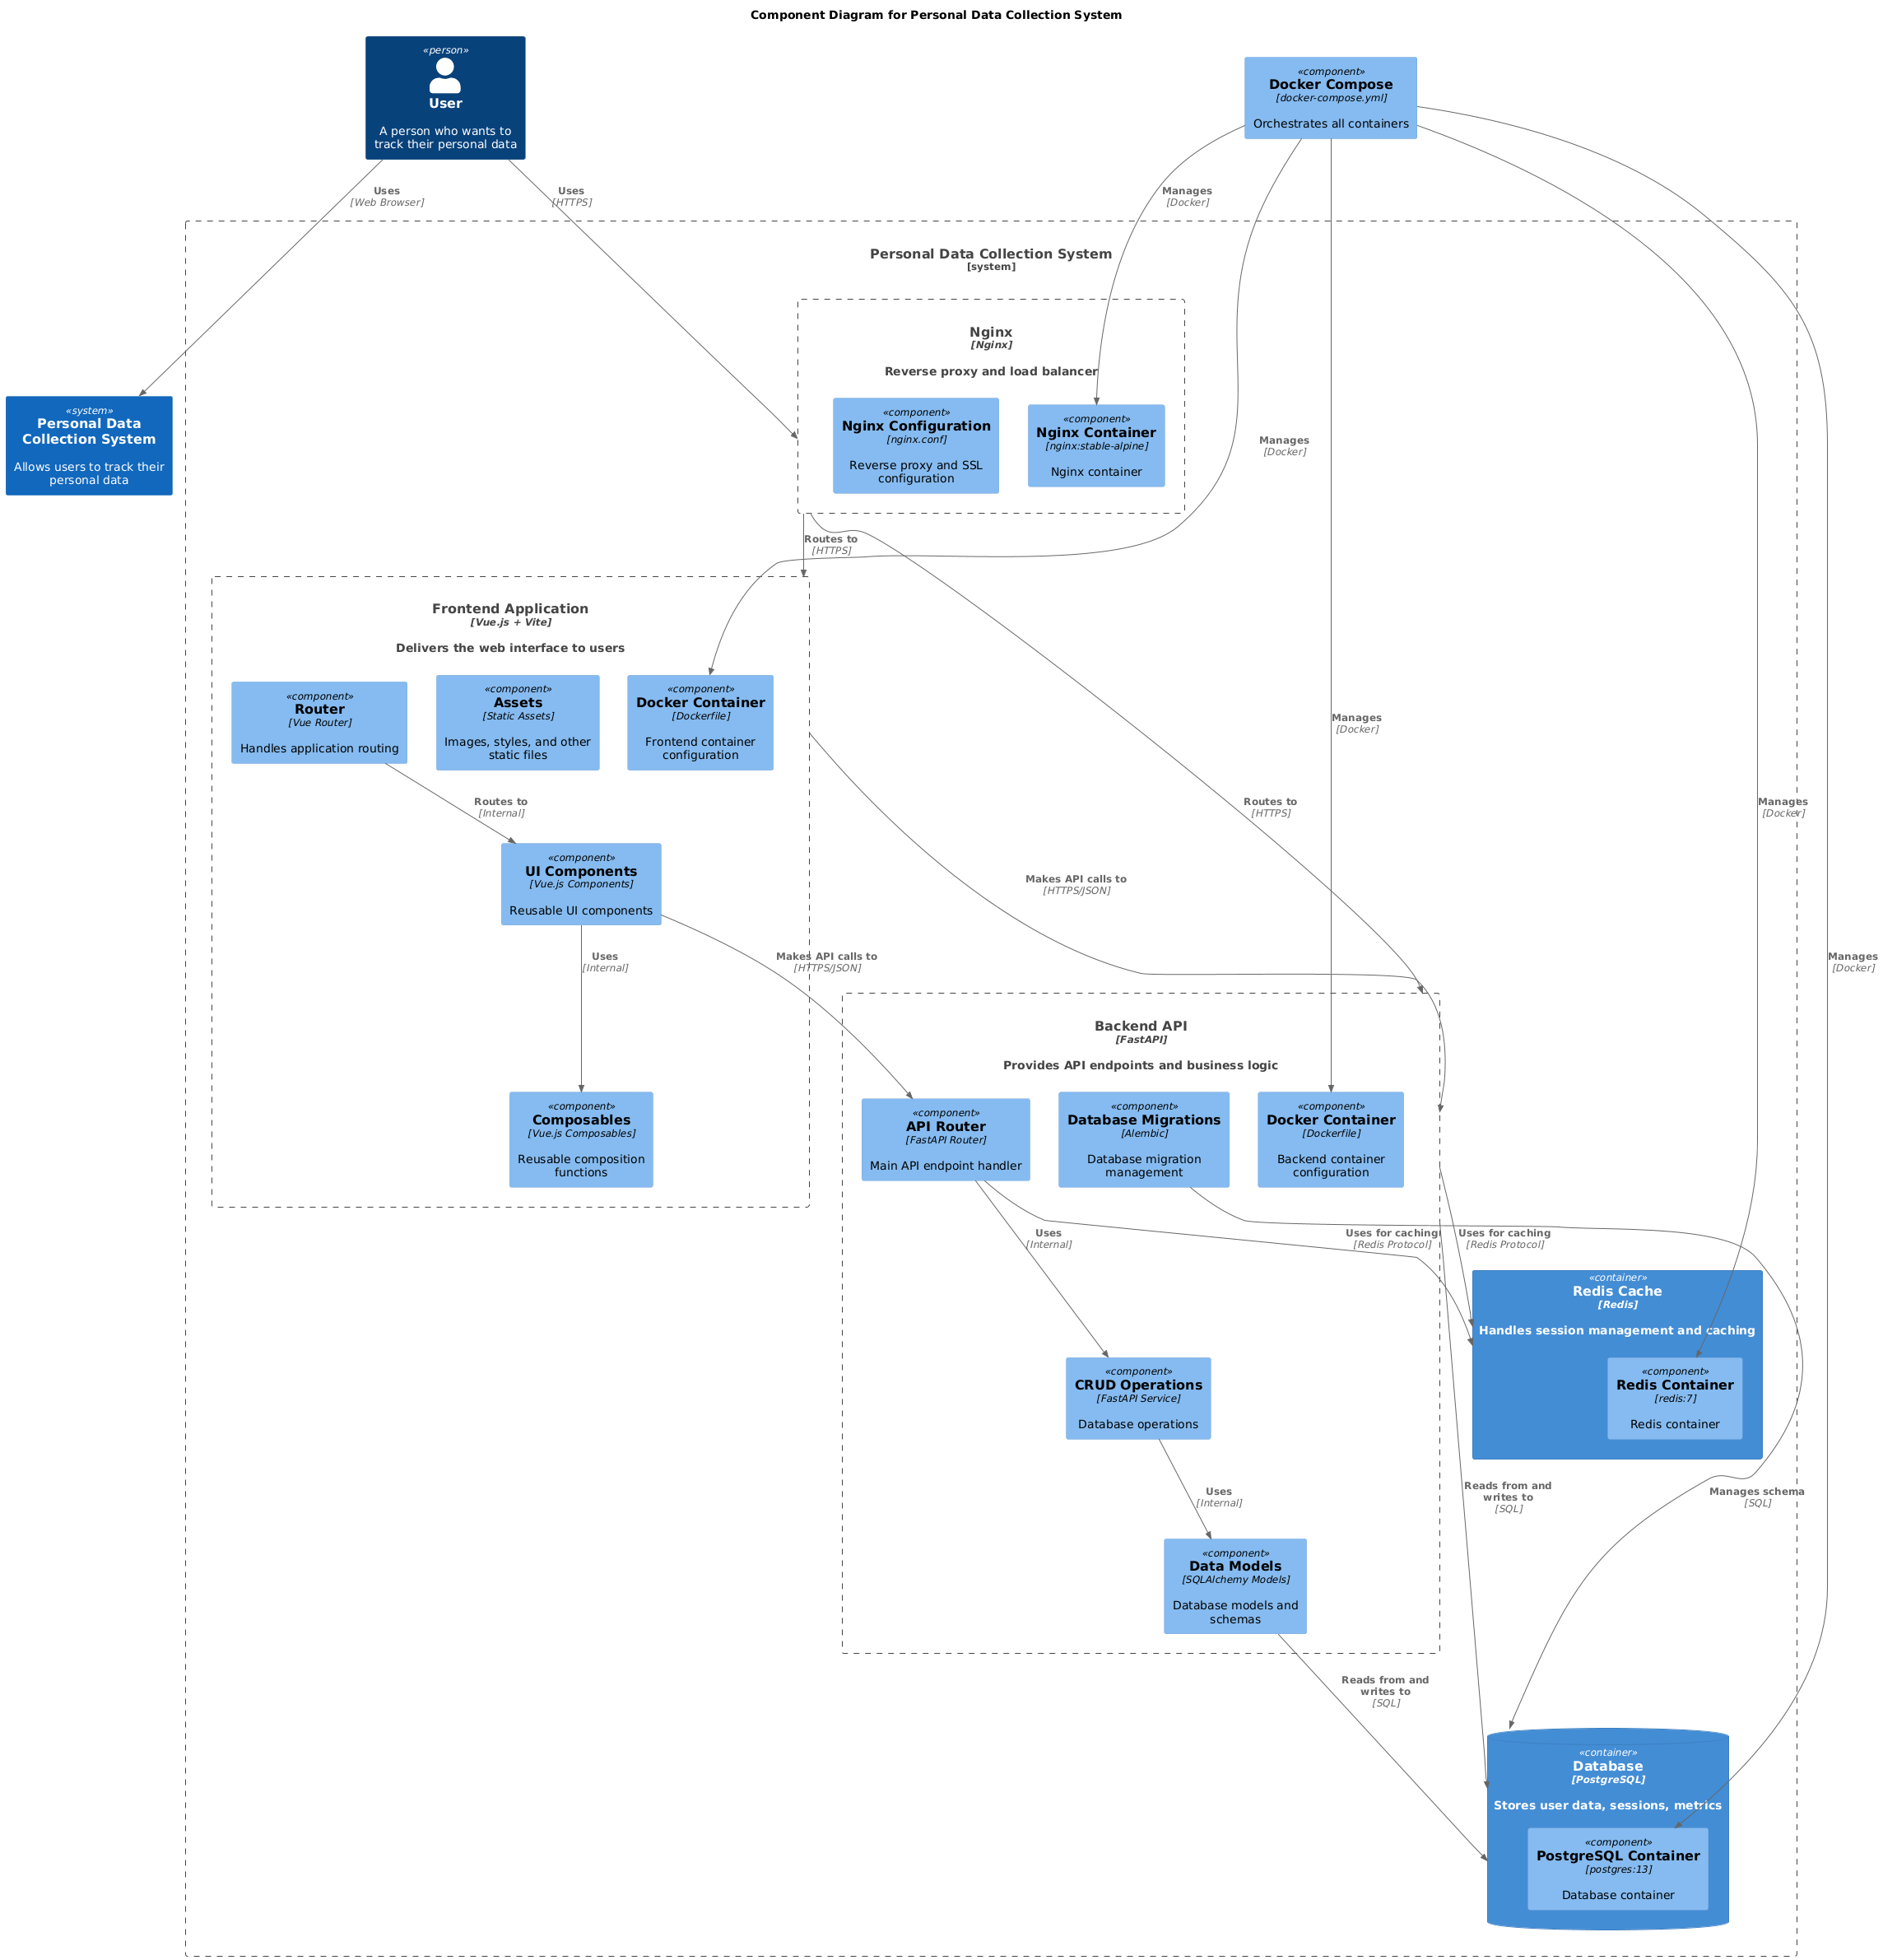 Component Diagram for Personal Data Collection System
«person»
User
A person who wants to
track their personal data
«component»
Docker Compose
[docker-compose.yml]
Orchestrates all containers
Uses
[Web Browser]
Uses
[HTTPS]
Manages
[Docker]
Personal Data Collection System
[system]
Nginx
[Nginx]
Reverse proxy and load balancer
«component»
Nginx Configuration
[nginx.conf]
Reverse proxy and SSL
configuration
«component»
Nginx Container
[nginx:stable-alpine]
Nginx container
«system»
Personal Data
Collection System
Allows users to track their
personal data
Manages
[Docker]
Routes to
[HTTPS]
Frontend Application
[Vue.js + Vite]
Delivers the web interface to users
«component»
Router
[Vue Router]
Handles application routing
«component»
Assets
[Static Assets]
Images, styles, and other
static files
«component»
Docker Container
[Dockerfile]
Frontend container
configuration
Manages
[Docker]
Routes to
[Internal]
Routes to
[HTTPS]
Manages
[Docker]
«component»
UI Components
[Vue.js Components]
Reusable UI components
Makes API calls to
[HTTPS/JSON]
Uses
[Internal]
Makes API calls to
[HTTPS/JSON]
Manages
[Docker]
Backend API
[FastAPI]
Provides API endpoints and business logic
«component»
Composables
[Vue.js Composables]
Reusable composition
functions
«component»
API Router
[FastAPI Router]
Main API endpoint handler
«component»
Database Migrations
[Alembic]
Database migration
management
«component»
Docker Container
[Dockerfile]
Backend container
configuration
Uses
[Internal]
Uses for caching
[Redis Protocol]
Uses for caching
[Redis Protocol]
«container»
Redis Cache
[Redis]
Handles session management and caching
«component»
Redis Container
[redis:7]
Redis container
«component»
CRUD Operations
[FastAPI Service]
Database operations
Uses
[Internal]
Reads from and
writes to
[SQL]
Manages schema
[SQL]
«component»
Data Models
[SQLAlchemy Models]
Database models and
schemas
Reads from and
writes to
[SQL]
«container»
Database
[PostgreSQL]
Stores user data, sessions, metrics
«component»
PostgreSQL Container
[postgres:13]
Database container